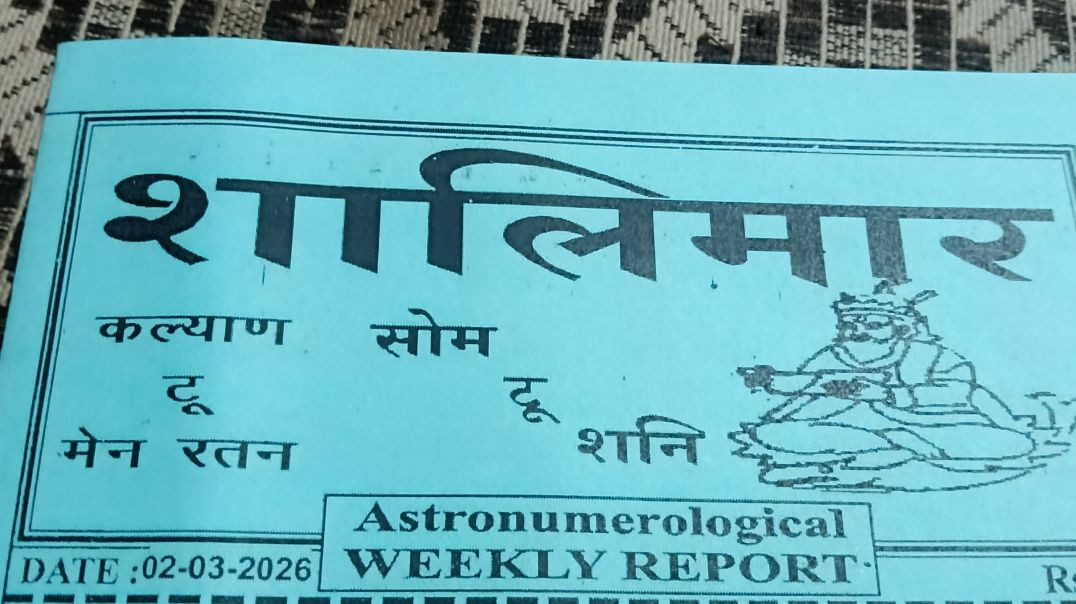 शालिमार
कल्याण सोम
टू टू
मेन रतन शनि
Astronumerological
WEEKLY REPORT
DATE :02-03-2026